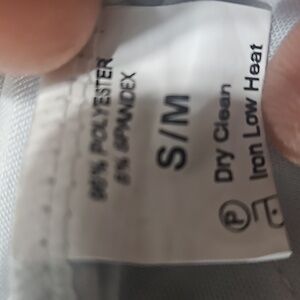 95% POLYESTER
5% SPANDEX
S/M
Dry Clean
Iron Low Heat
P